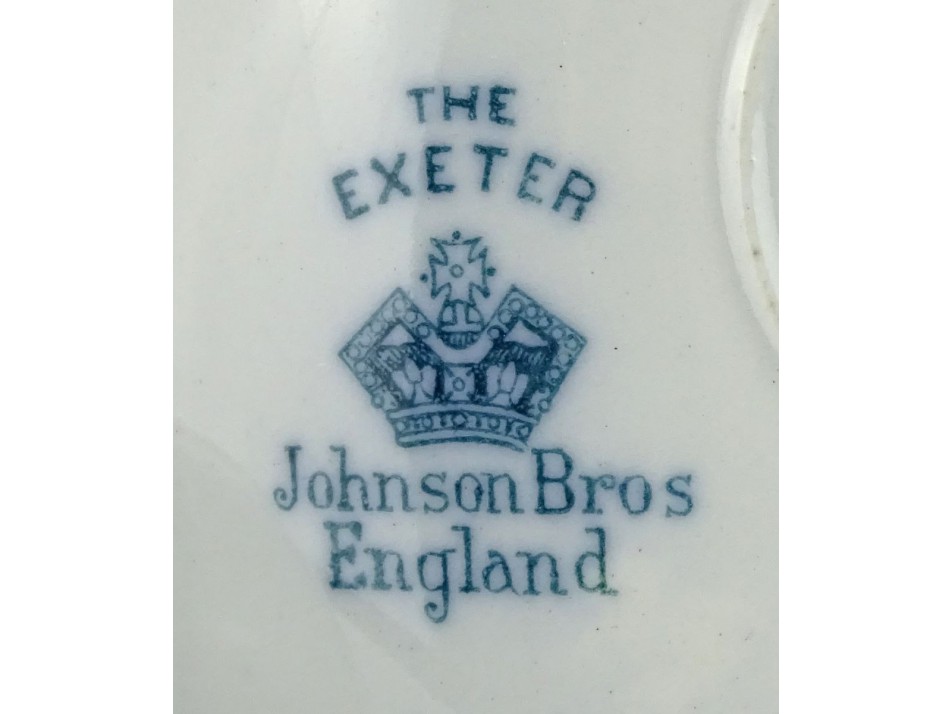 THE
EXETER
Johnson Bros
England